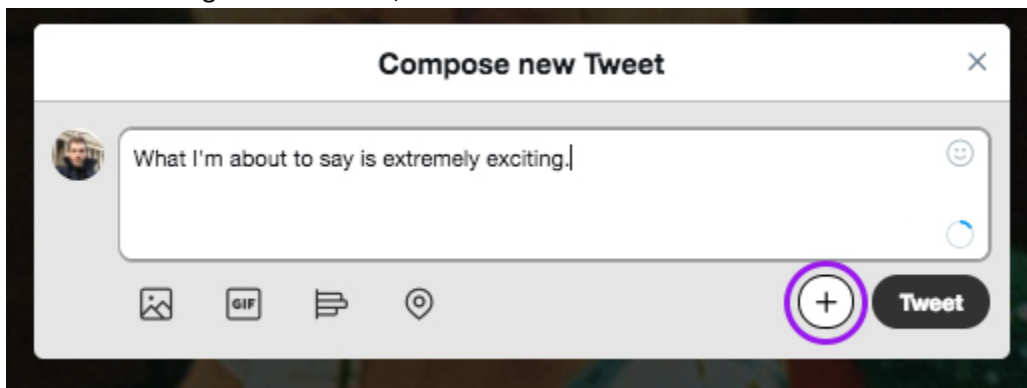 Compose new Tweet
What I'm about to say is extremely exciting.
GIF
Tweet